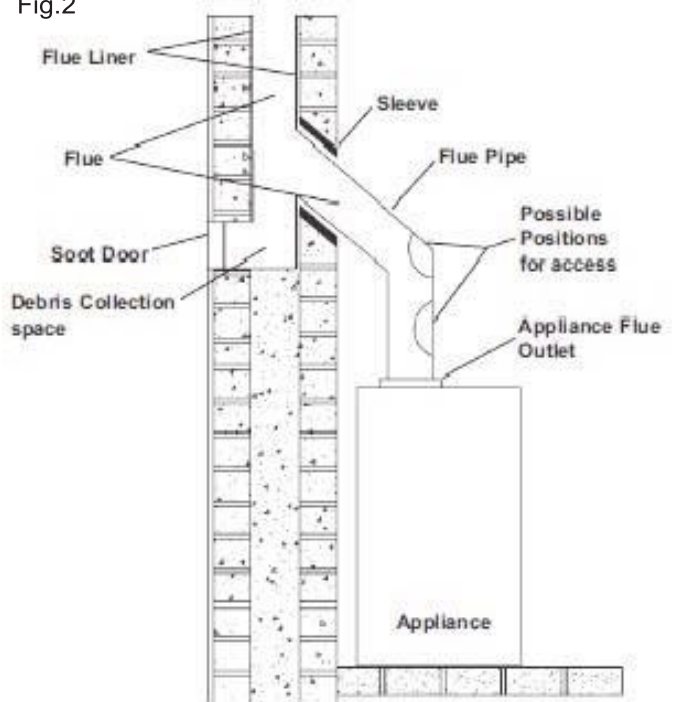 Fig.2
Flue Liner
Sleeve
Flue
Flue Pipe
Possible
Positions
for access
Soot Door
Debris Collection
space
Appliance Flue
Outlet
Appliance